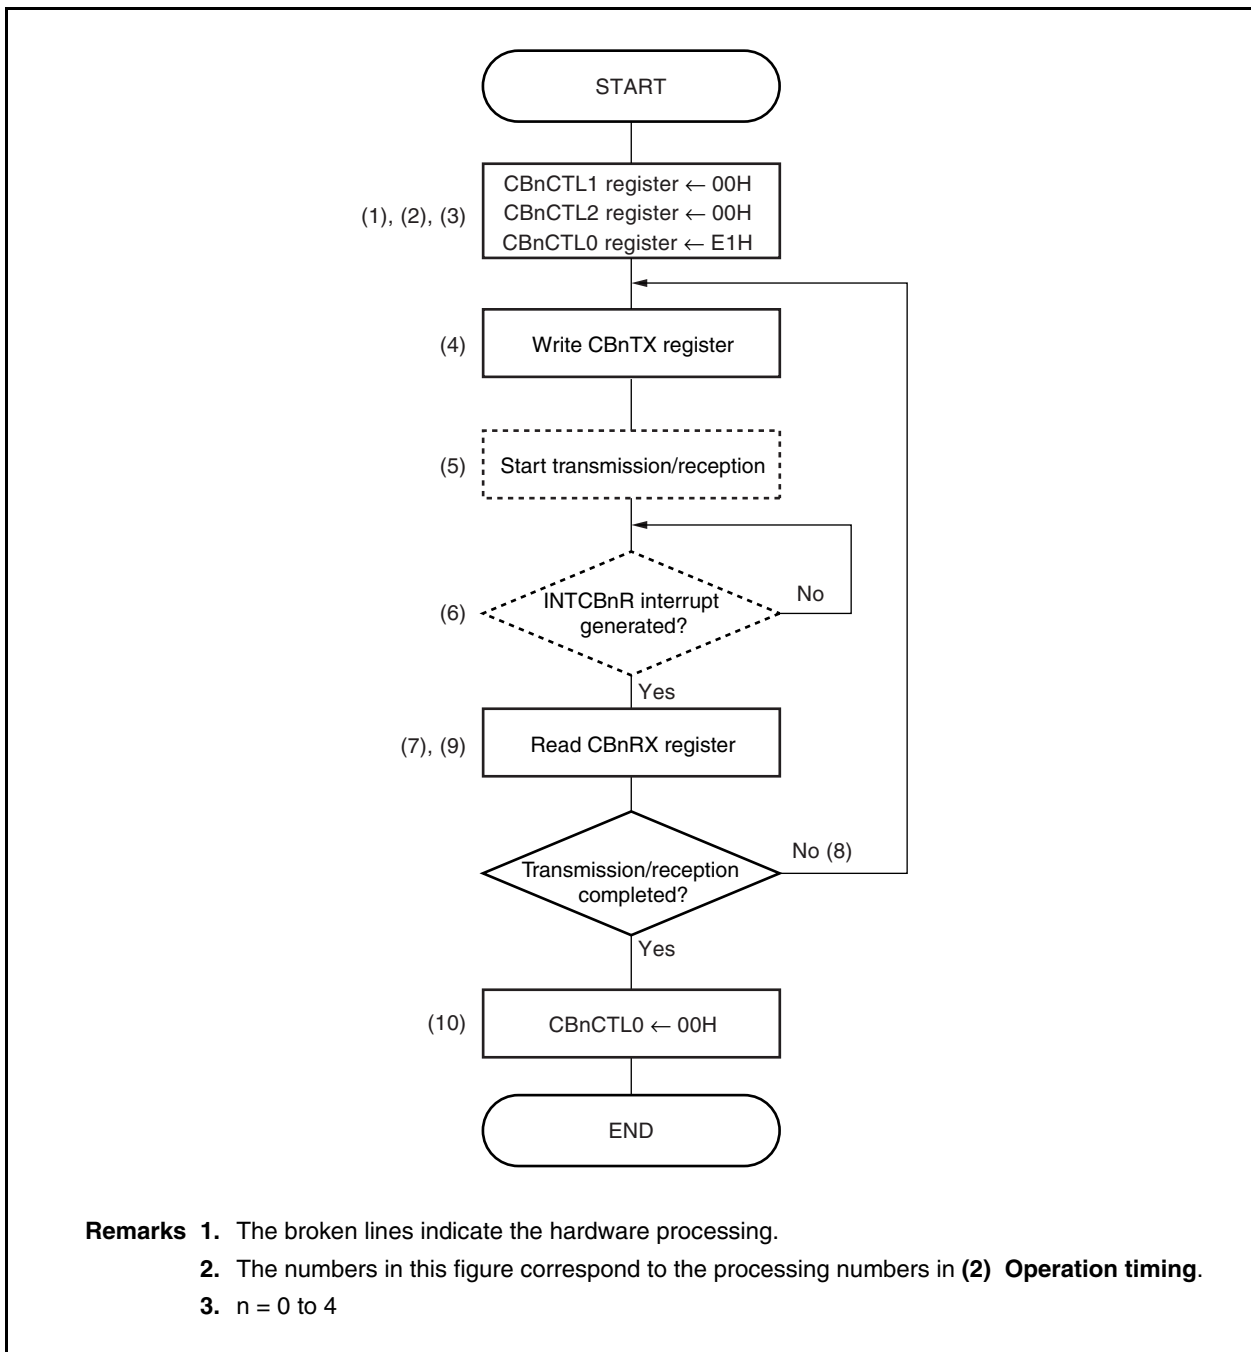 START
CBnCTL1 register ← 00H
CBnCTL2 register ← 00H
CBnCTL0 register ← E1H
(1), (2), (3)
(4)
Write CBnTX register
(5)
Start transmission/reception
(6)
INTCBnR interrupt
generated?
No
Yes
(7), (9)
Read CBnRX register
Transmission/reception
completed?
No (8)
Yes
(10)
CBnCTL0 ← 00H
END
Remarks 1. The broken lines indicate the hardware processing.
2. The numbers in this figure correspond to the processing numbers in (2) Operation timing.
3. n = 0 to 4